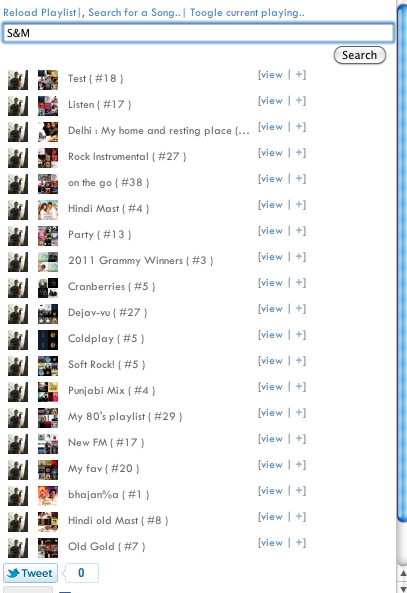 Reload Playlist|, Search for a Song..| Toogle current playing..
S&M
Search
Test ( #18 ) [view | +]
Listen ( #17 ) [view | +]
Delhi : My home and resting place (... [view | +]
Rock Instrumental ( #27 ) [view | +]
on the go ( #38 ) [view | +]
Hindi Mast ( #4 ) [view | +]
Party ( #13 ) [view | +]
2011 Grammy Winners ( #3 ) [view | +]
Cranberries ( #5 ) [view | +]
Dejav-vu ( #27 ) [view | +]
Coldplay ( #5 ) [view | +]
Soft Rock! ( #5 ) [view | +]
Punjabi Mix ( #4 ) [view | +]
My 80's playlist ( #29 ) [view | +]
New FM ( #17 ) [view | +]
My fav ( #20 ) [view | +]
bhajan%a ( #1 ) [view | +]
Hindi old Mast ( #8 ) [view | +]
Old Gold ( #7 ) [view | +]
Tweet 0